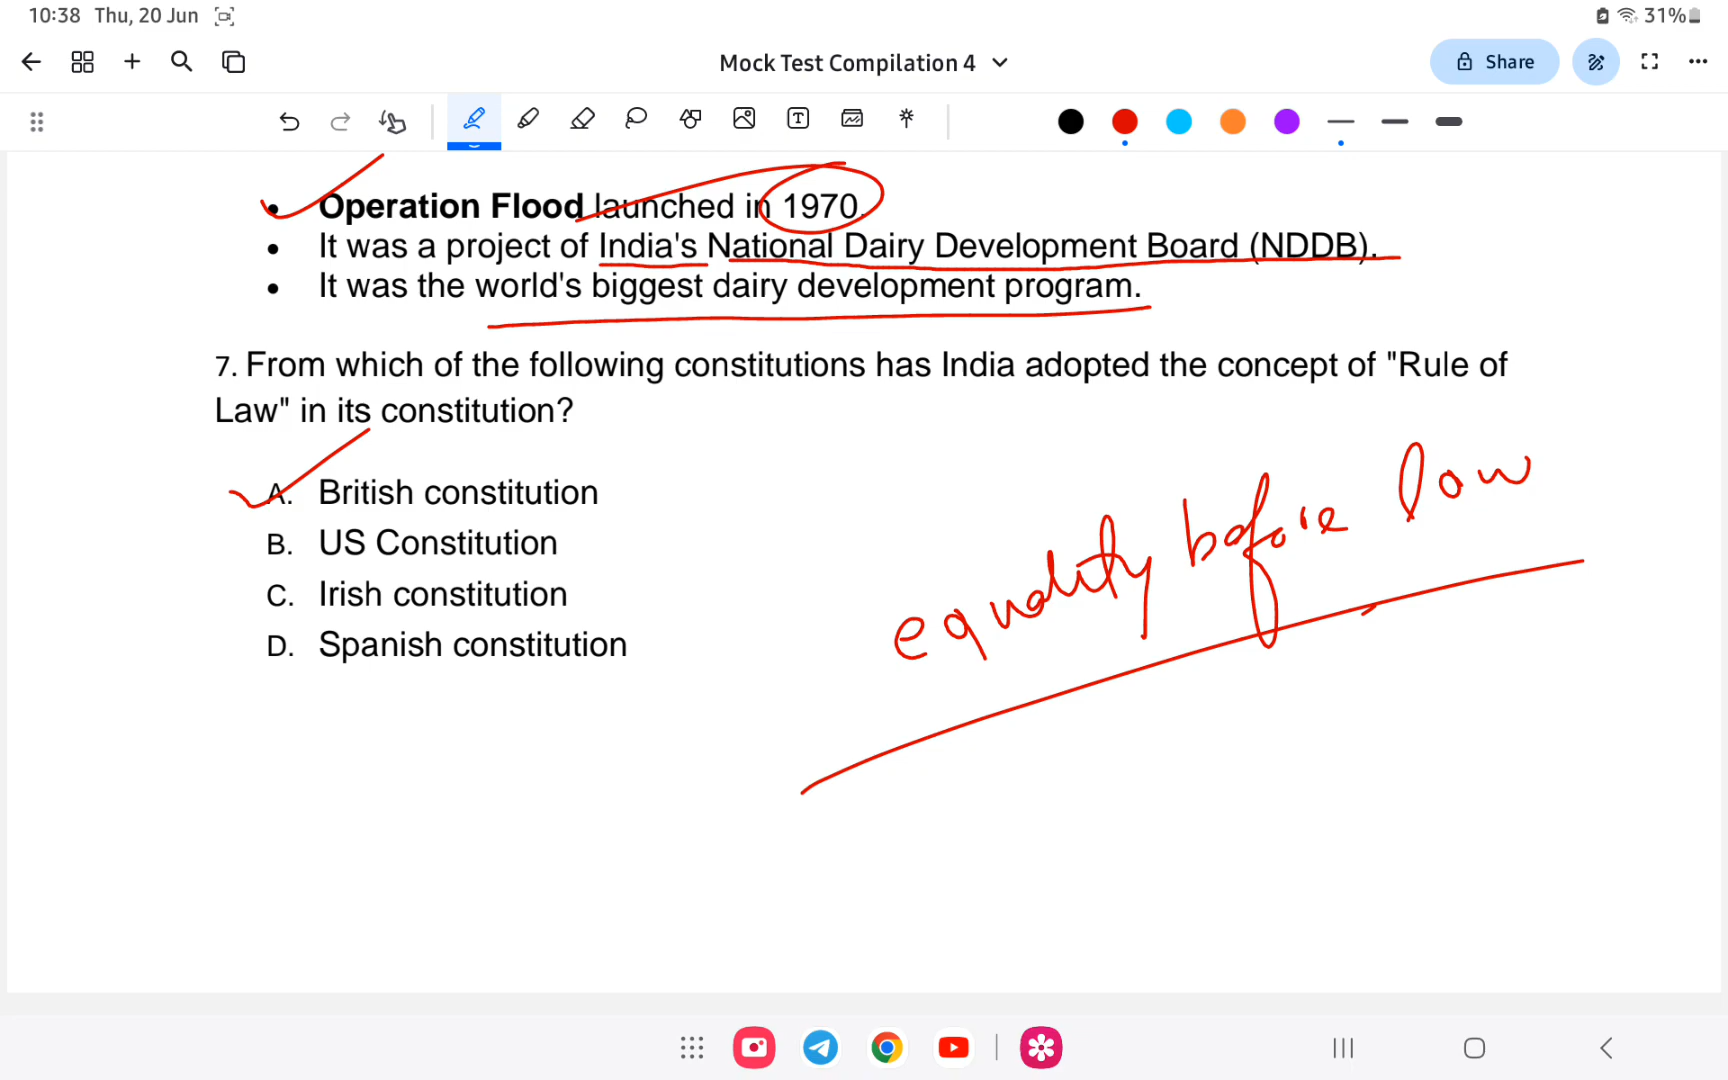 10:38 Thu, 20 Jun 31%
Mock Test Compilation 4
Share
• Operation Flood launched in 1970.
• It was a project of India's National Dairy Development Board (NDDB).
• It was the world's biggest dairy development program.
7. From which of the following constitutions has India adopted the concept of "Rule of
Law" in its constitution?
A. British constitution
B. US Constitution
C. Irish constitution
D. Spanish constitution
equality before law